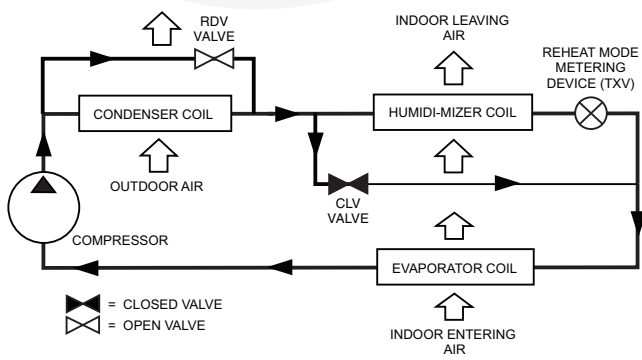 RDV
VALVE
INDOOR LEAVING
AIR
REHEAT MODE
METERING
DEVICE (TXV)
CONDENSER COIL
HUMIDI-MIZER COIL
OUTDOOR AIR
CLV
VALVE
COMPRESSOR
EVAPORATOR COIL
= CLOSED VALVE
= OPEN VALVE
INDOOR ENTERING
AIR